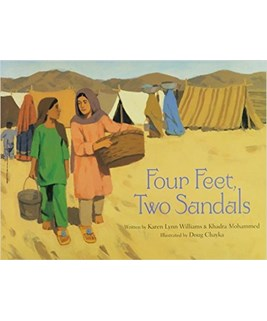 Four Feet,
Two Sandals
Written by Karen Lynn Williams & Khadra Mohammed
Illustrated by Doug Chayka